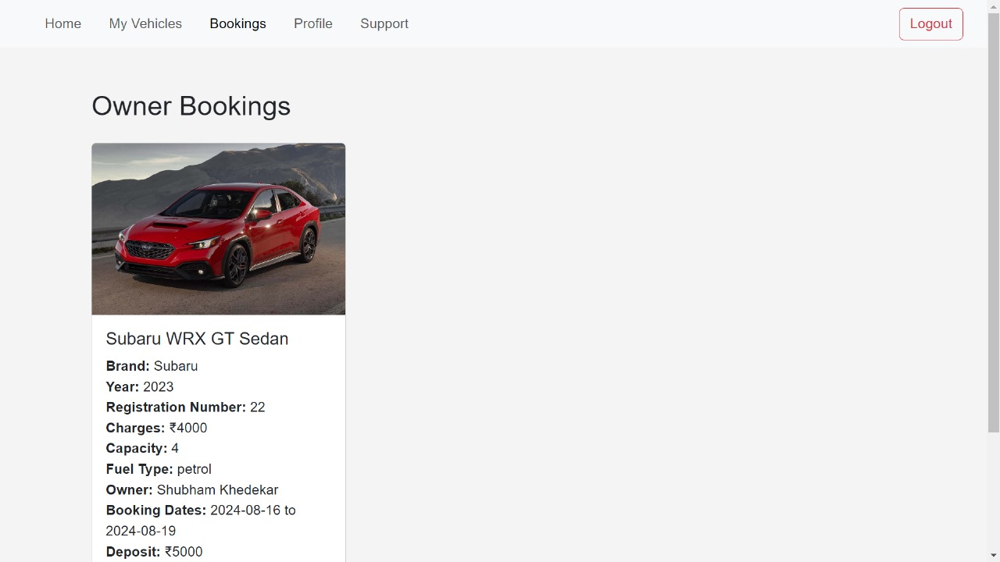 Home My Vehicles Bookings Profile Support Logout
Owner Bookings
Subaru WRX GT Sedan
Brand: Subaru
Year: 2023
Registration Number: 22
Charges: ₹4000
Capacity: 4
Fuel Type: petrol
Owner: Shubham Khedekar
Booking Dates: 2024-08-16 to
2024-08-19
Deposit: ₹5000